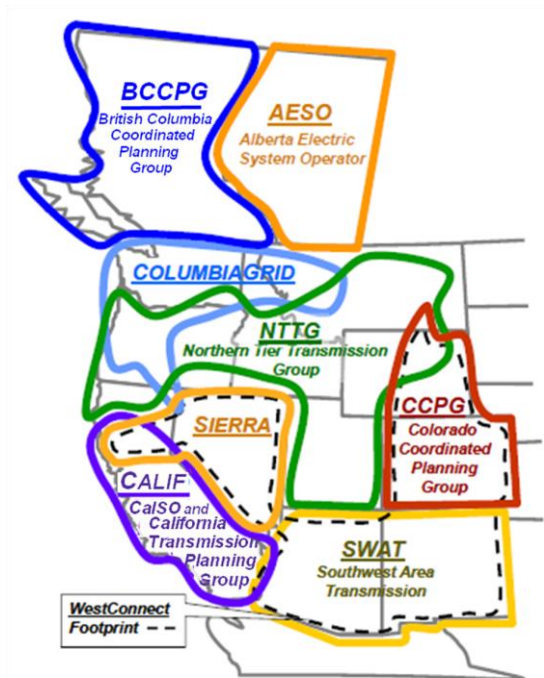 BCCPG
British Columbia
Coordinated
Planning
Group
AESO
Alberta Electric
System Operator
COLUMBIAGRID
NTTG
Northern Tier Transmission
Group
CCPG
Colorado
Coordinated
Planning
Group
SIERRA
CALIF
CaISO and
California
Transmission
Planning
Group
SWAT
Southwest Area
Transmission
WestConnect
Footprint